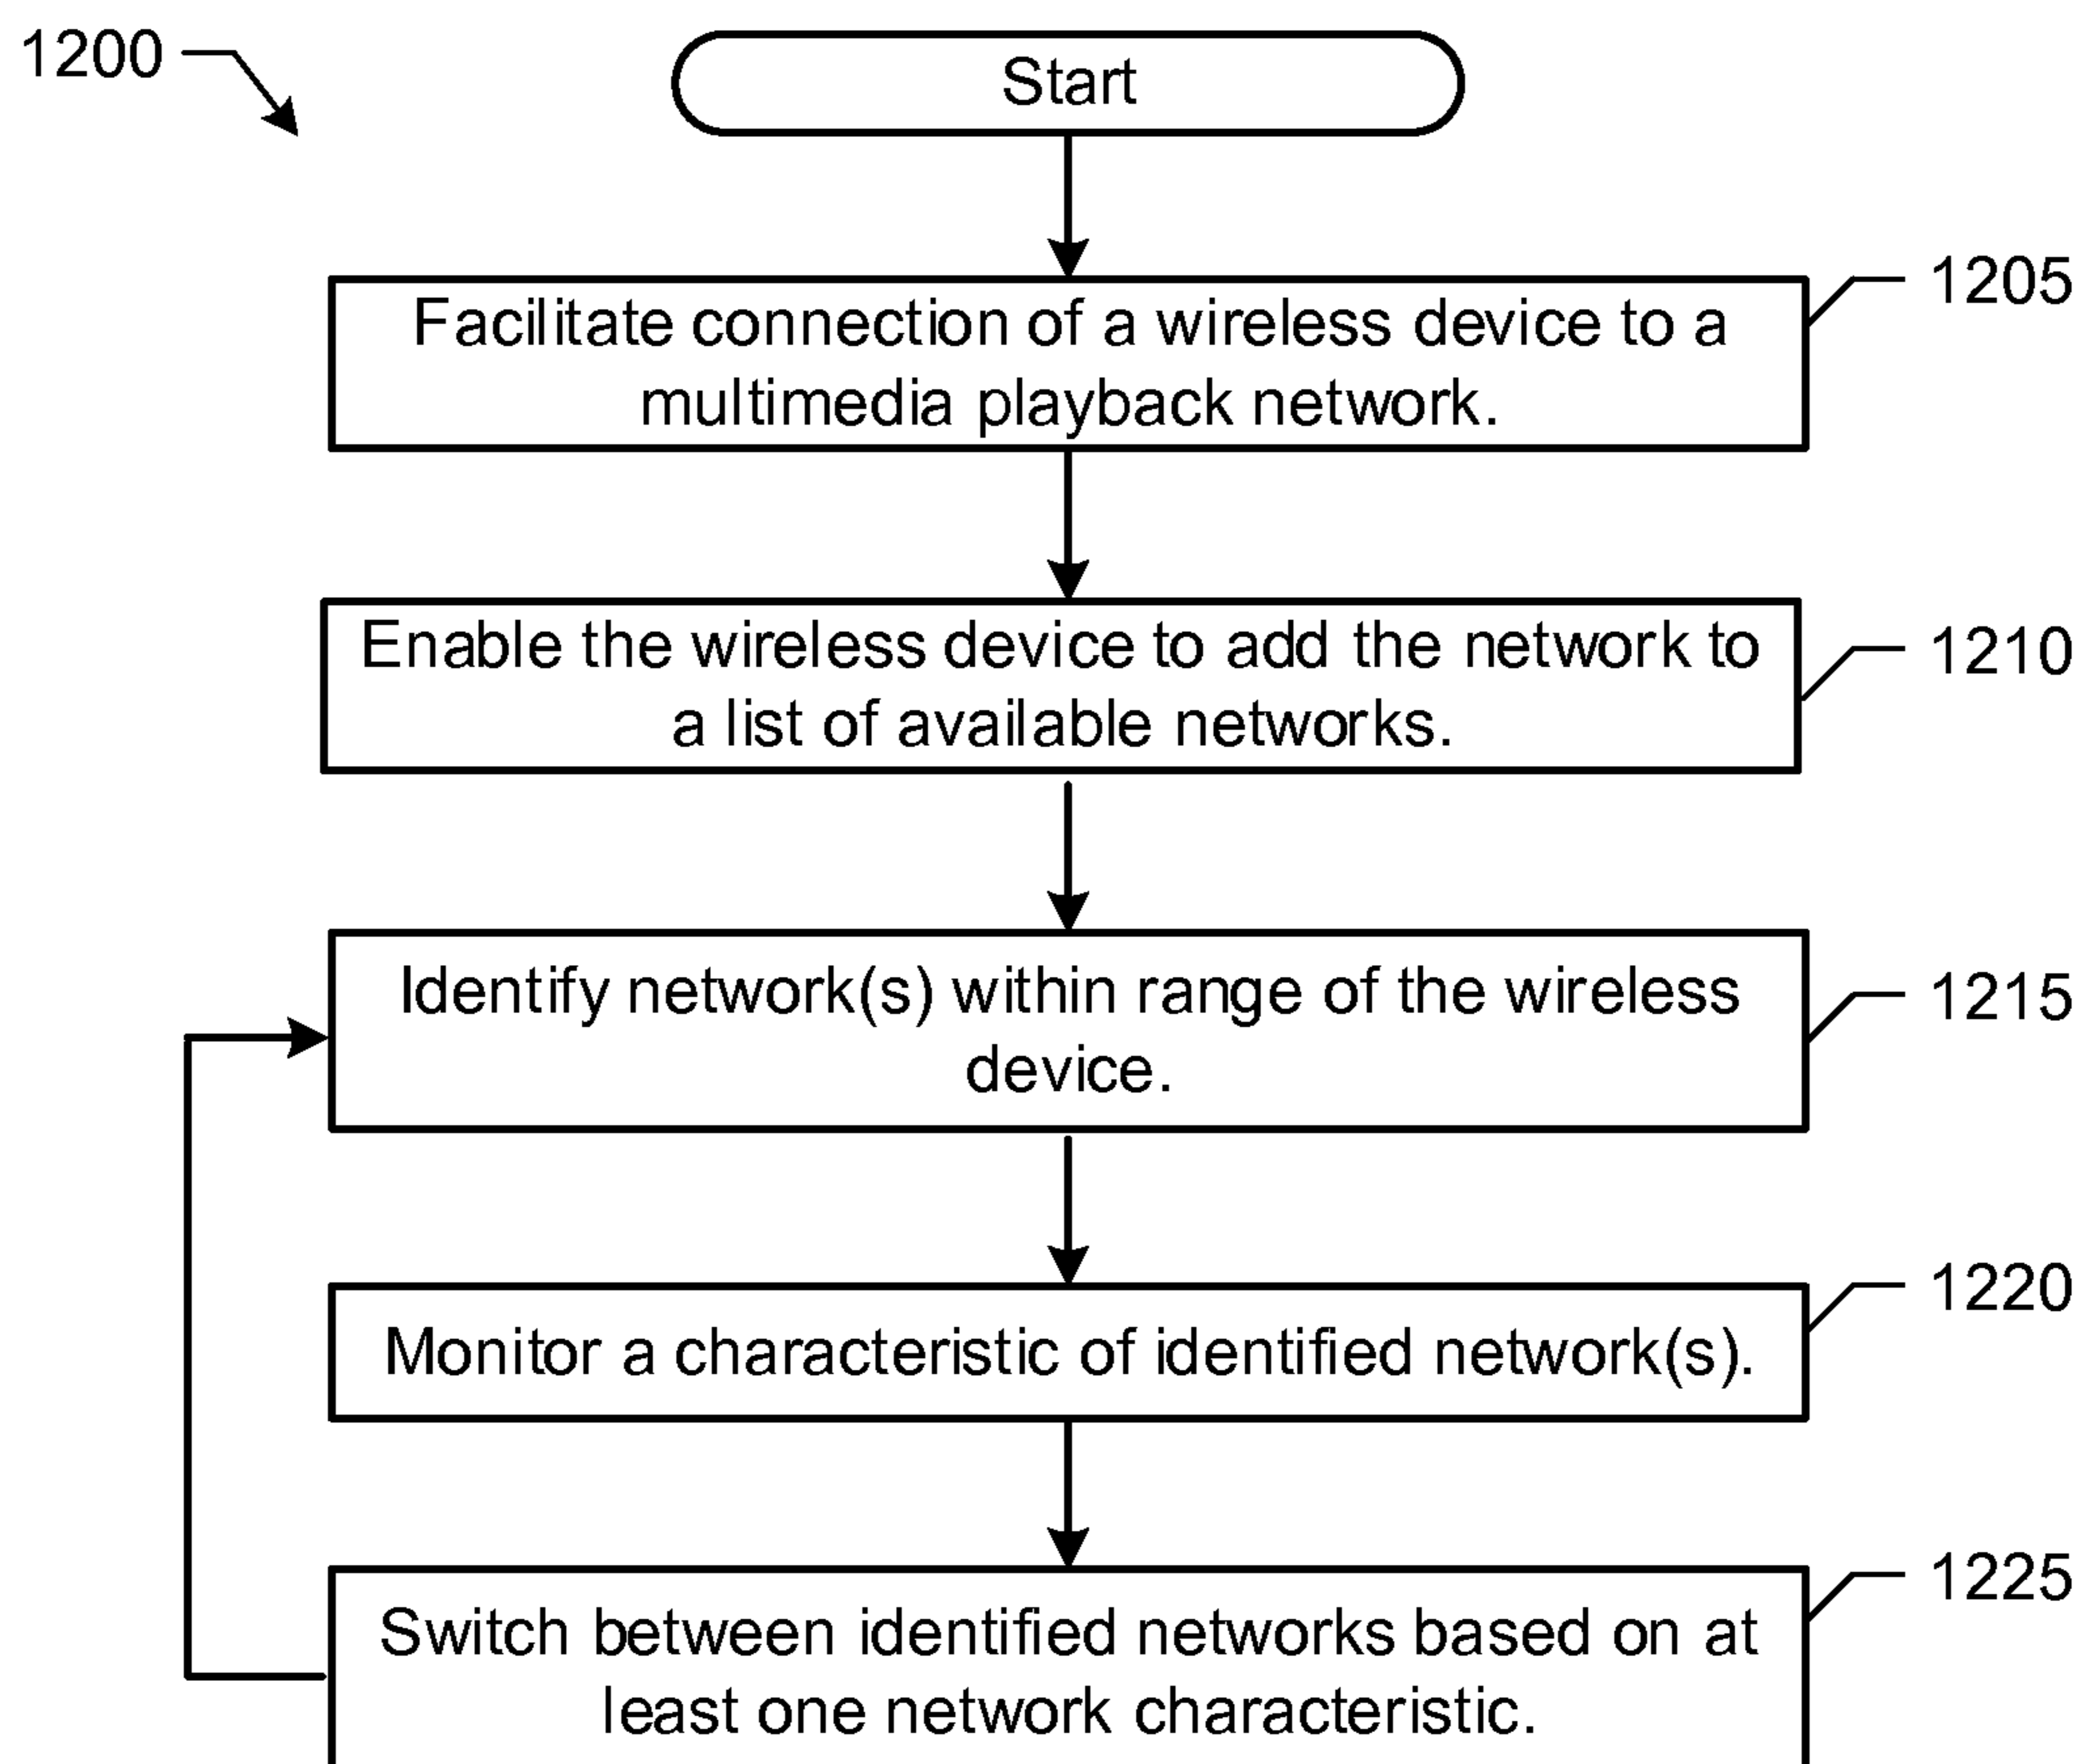 1200
Start
1205
Facilitate connection of a wireless device to a
multimedia playback network.
1210
Enable the wireless device to add the network to
a list of available networks.
1215
Identify network(s) within range of the wireless
device.
1220
Monitor a characteristic of identified network(s).
1225
Switch between identified networks based on at
least one network characteristic.